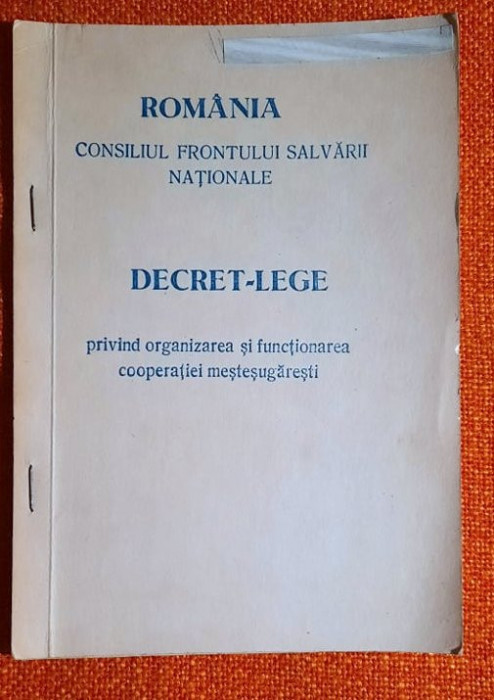 ROMÂNIA
CONSILIUL FRONTULUI SALVĂRII
NAȚIONALE
DECRET-LEGE
privind organizarea și funcționarea
cooperației meșteșugărești